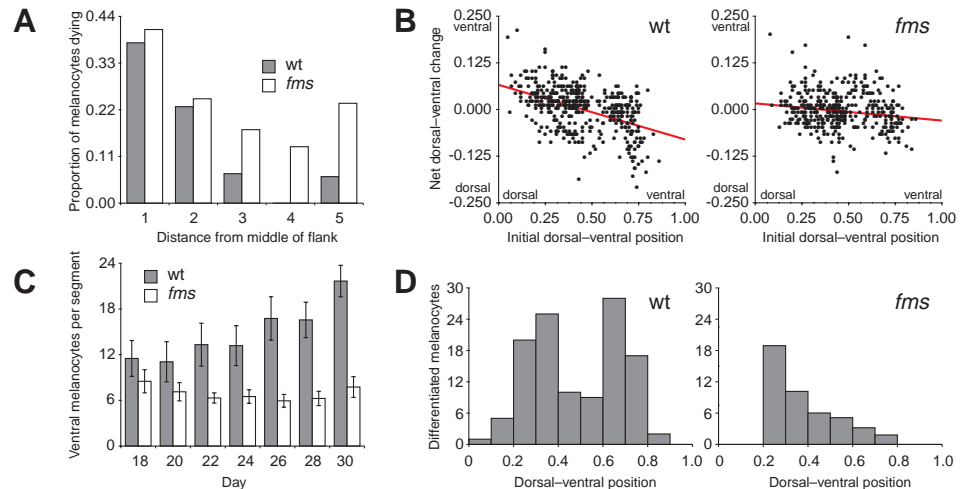 A
Proportion of melanocytes dying
0.44
0.33
0.22
0.11
0.00
wt
fms
1 2 3 4 5
Distance from middle of flank
B
wt
fms
Net dorsal–ventral change
0.250
ventral
0.125
0.000
-0.125
dorsal
-0.250
dorsal
ventral
0.00 0.25 0.50 0.75 1.00
Initial dorsal–ventral position
0.250
ventral
0.125
0.000
-0.125
dorsal
-0.250
dorsal
ventral
0.00 0.25 0.50 0.75 1.00
Initial dorsal–ventral position
C
Ventral melanocytes per segment
24
18
12
6
0
wt
fms
18 20 22 24 26 28 30
Day
D
Differentiated melanocytes
wt
30
24
18
12
6
0
0 0.2 0.4 0.6 0.8 1.0
Dorsal–ventral position
fms
30
24
18
12
6
0
0 0.2 0.4 0.6 0.8 1.0
Dorsal–ventral position